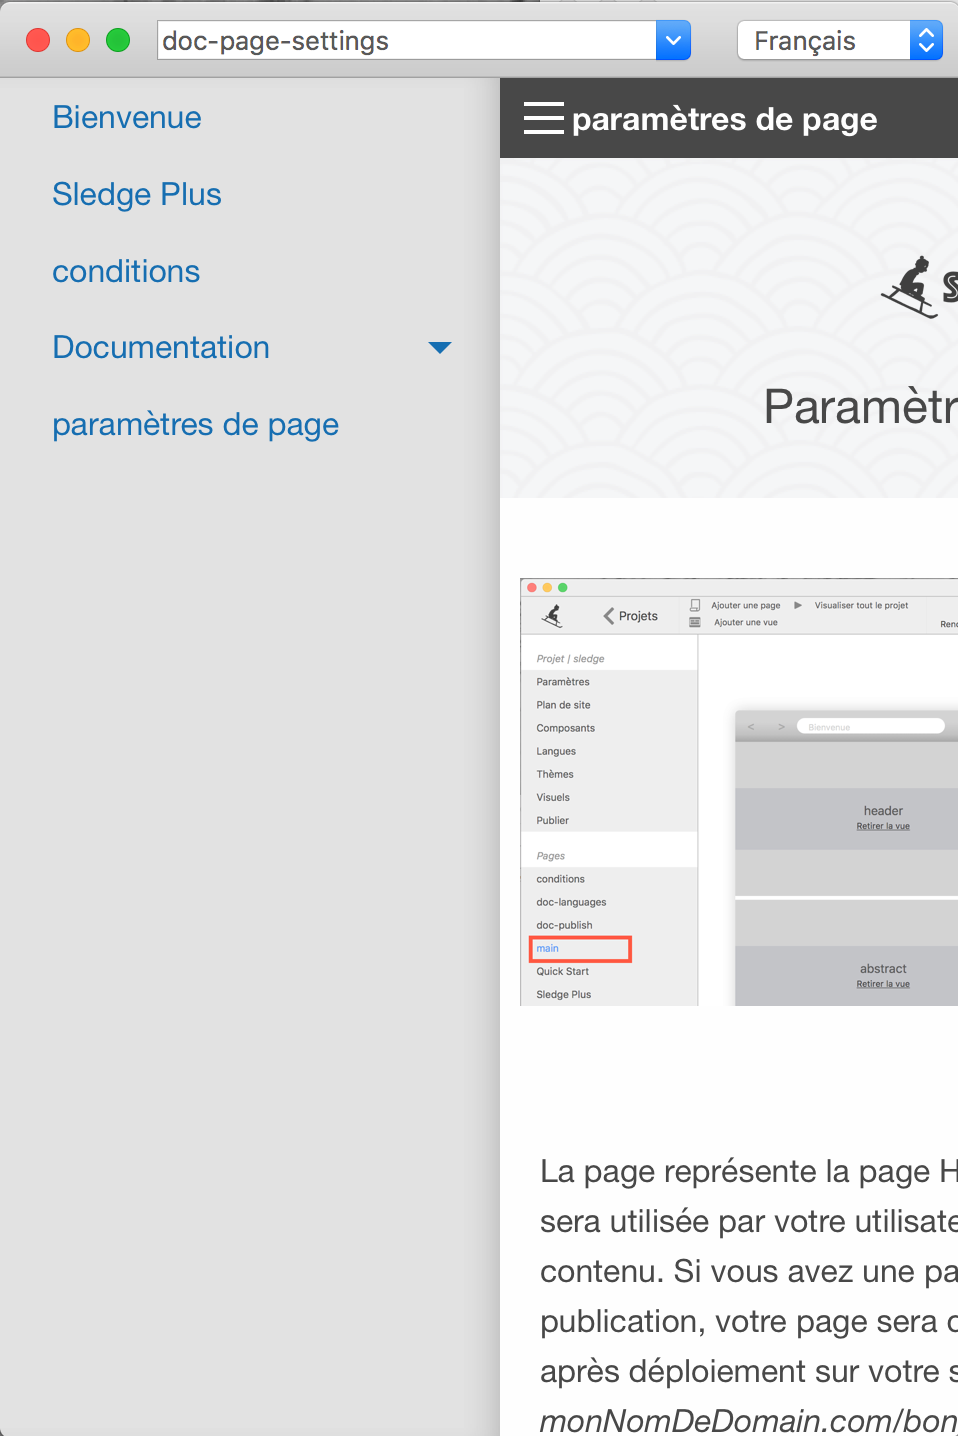 doc-page-settings
Français
Bienvenue
Sledge Plus
conditions
Documentation
paramètres de page
paramètres de page
Paramètr
Projets
Ajouter une page
Visualiser tout le projet
Ajouter une vue
Projet | sledge
Paramètres
Plan de site
Composants
Langues
Thèmes
Visuels
Publier
Pages
conditions
doc-languages
doc-publish
main
Quick Start
Sledge Plus
< > Bienvenue
header
Retirer la vue
abstract
Retirer la vue
La page représente la page H
sera utilisée par votre utilisate
contenu. Si vous avez une pa
publication, votre page sera
après déploiement sur votre s
monNomDeDomain.com/bon